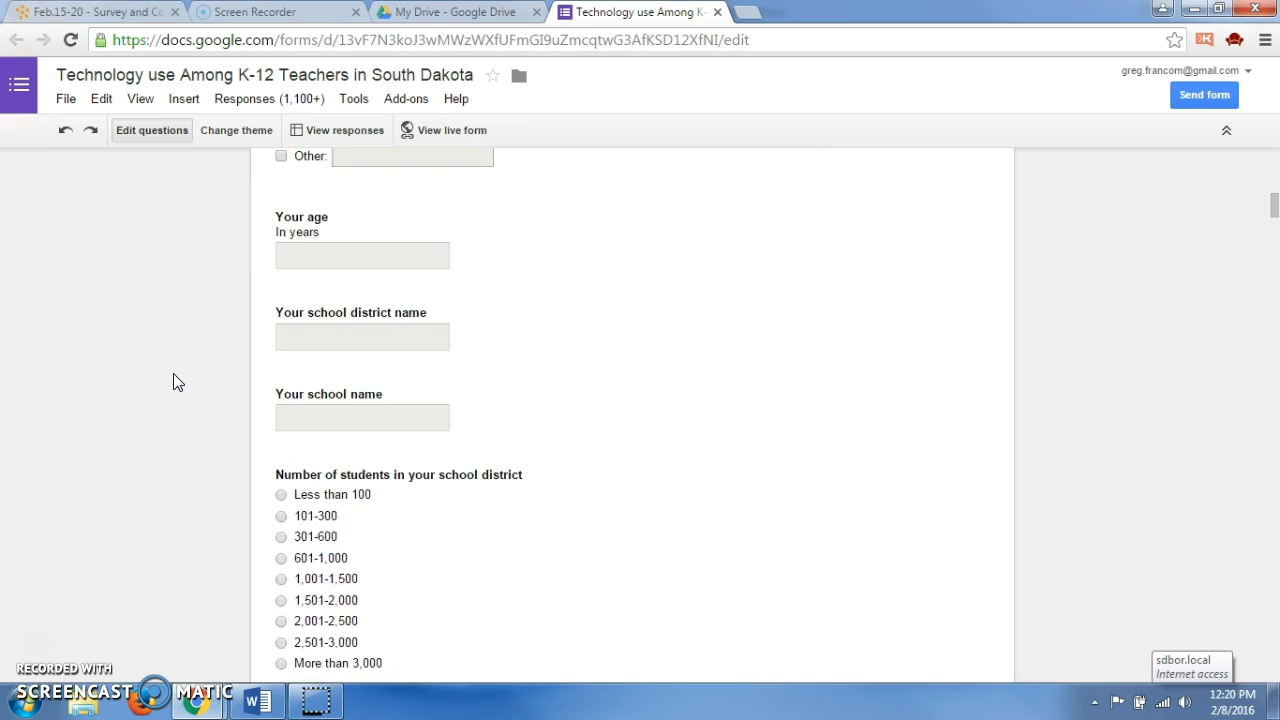 Feb.15-20 - Survey and Co
Screen Recorder
My Drive - Google Drive
Technology use Among K-
https://docs.google.com/forms/d/13vF7N3koJ3wMWzWXfUFmGI9uZmcqtwG3AfKSD12XfNI/edit
Technology use Among K-12 Teachers in South Dakota
greg.francom@gmail.com
File Edit View Insert Responses (1,100+) Tools Add-ons Help
Send form
Edit questions Change theme View responses View live form
Other:
Your age
In years
Your school district name
Your school name
Number of students in your school district
Less than 100
101-300
301-600
601-1,000
1,001-1,500
1,501-2,000
2,001-2,500
2,501-3,000
More than 3,000
sdbor.local
Internet access
RECORDED WITH
SCREENCAST MATIC
12:20 PM
2/8/2016